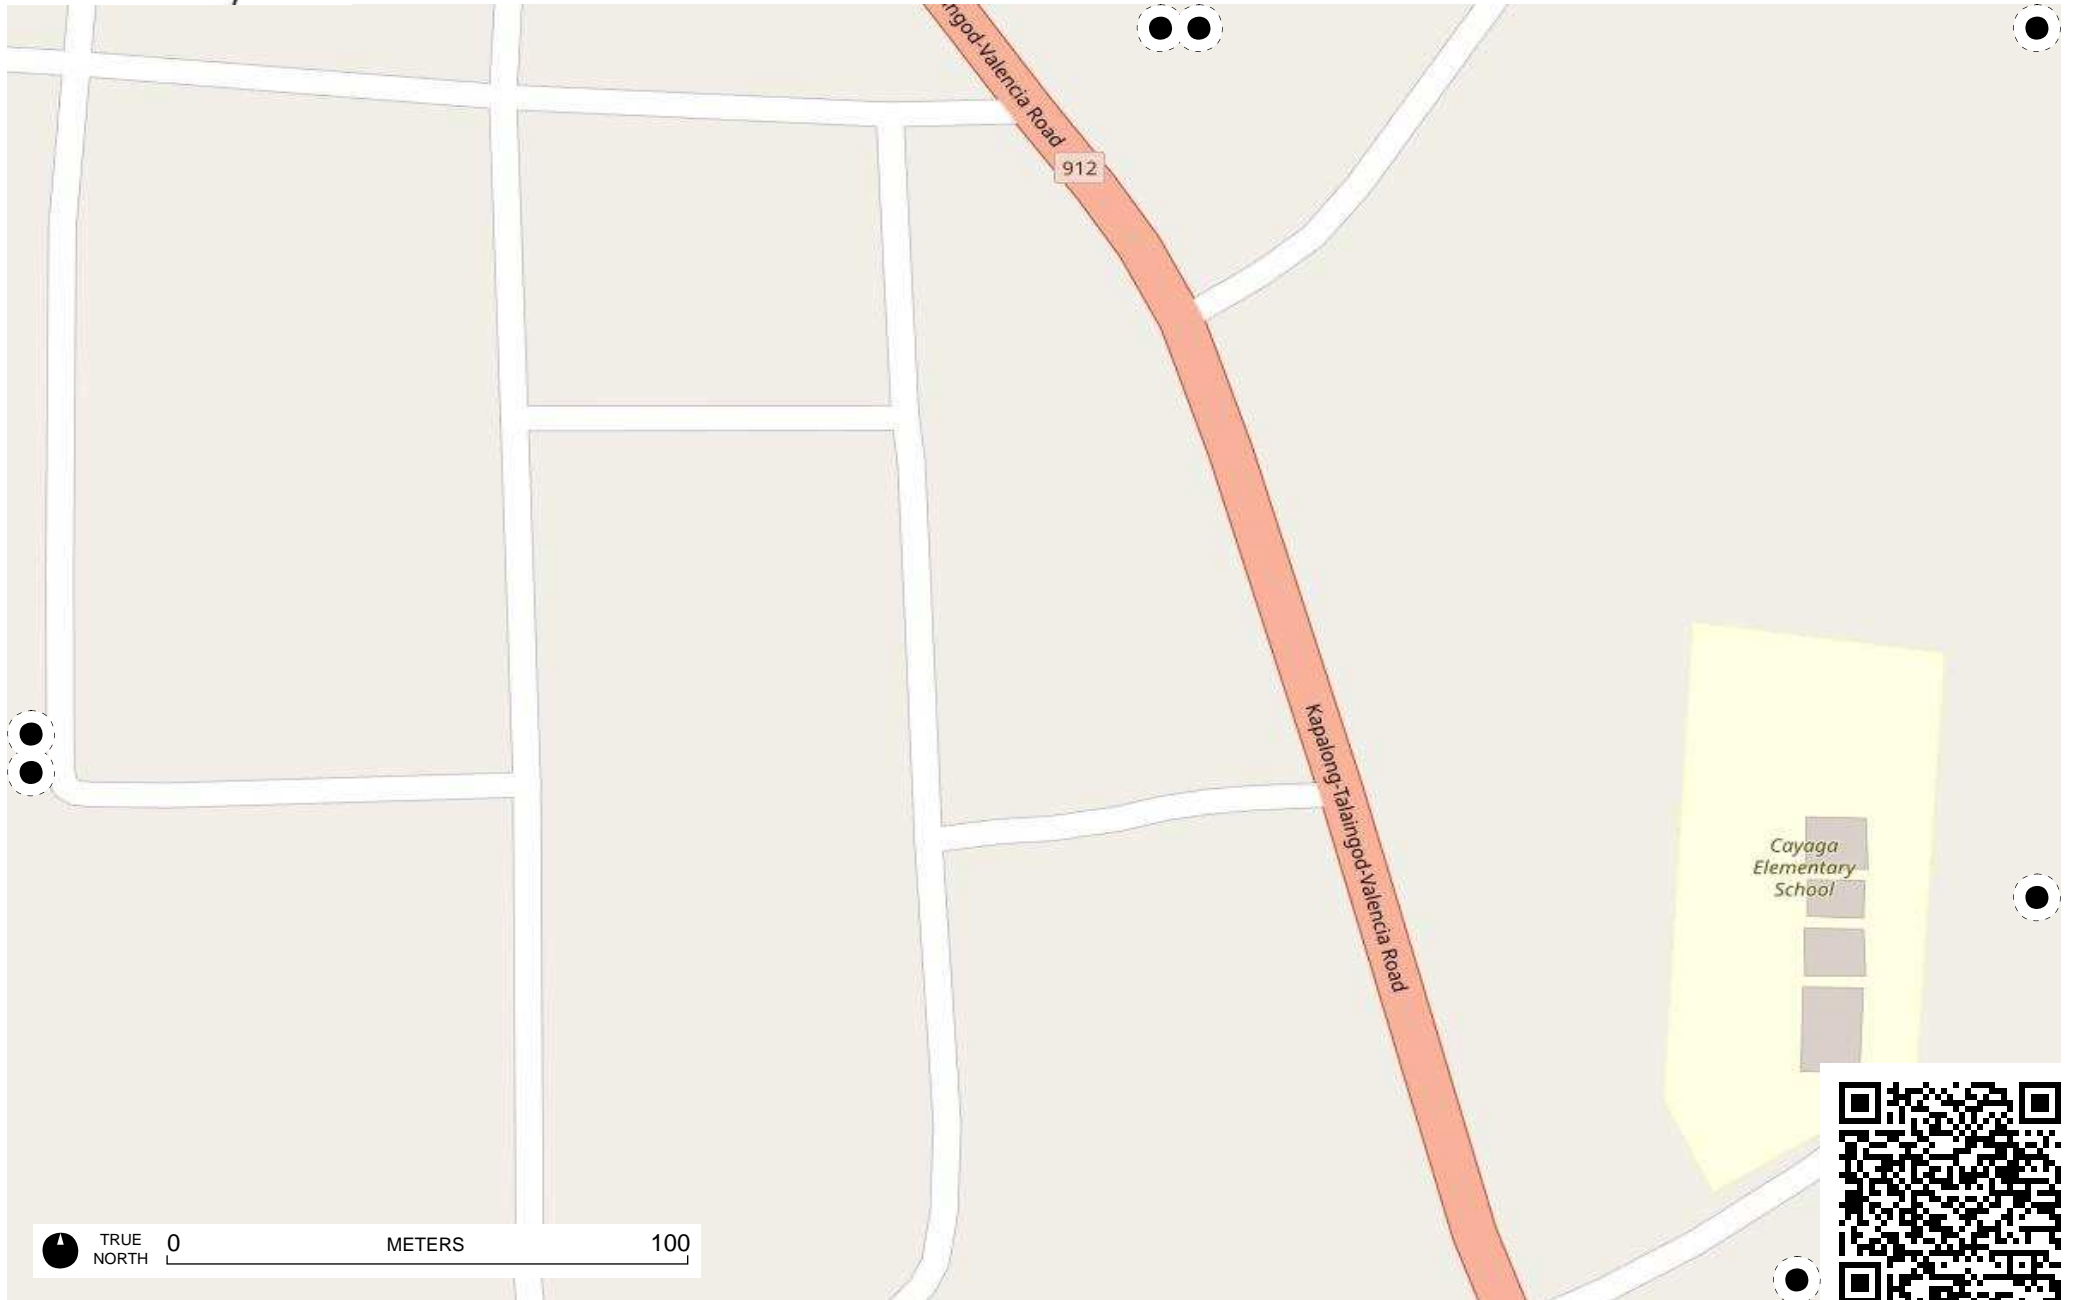 ngod-Valencia Road
912
Kapalong-Talaingod-Valencia Road
Cayaga
Elementary
School
TRUE
NORTH
0
METERS
100